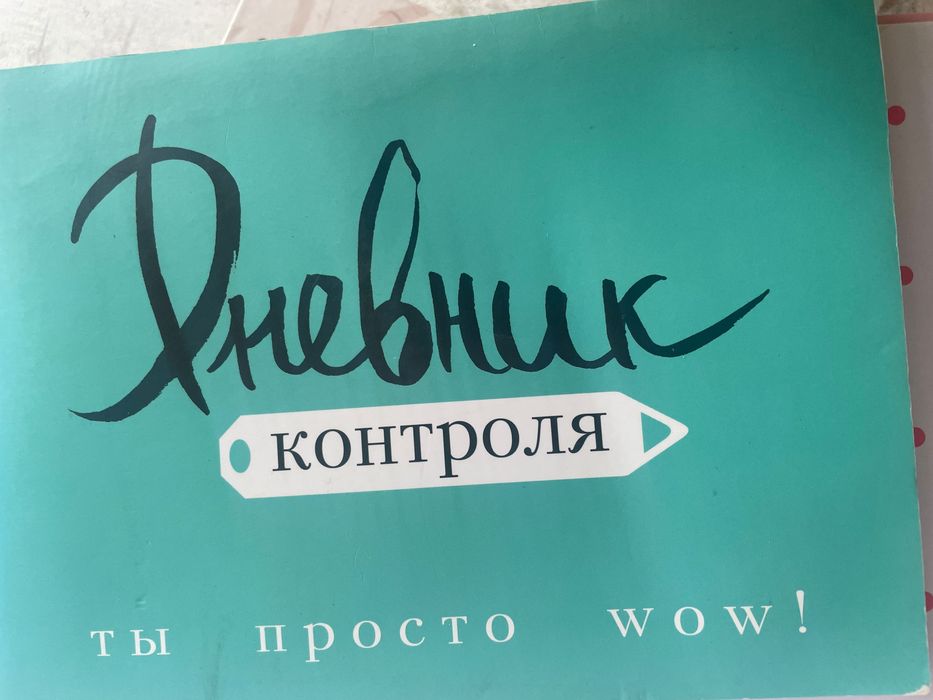 Дневник
контроля
ты просто wow!